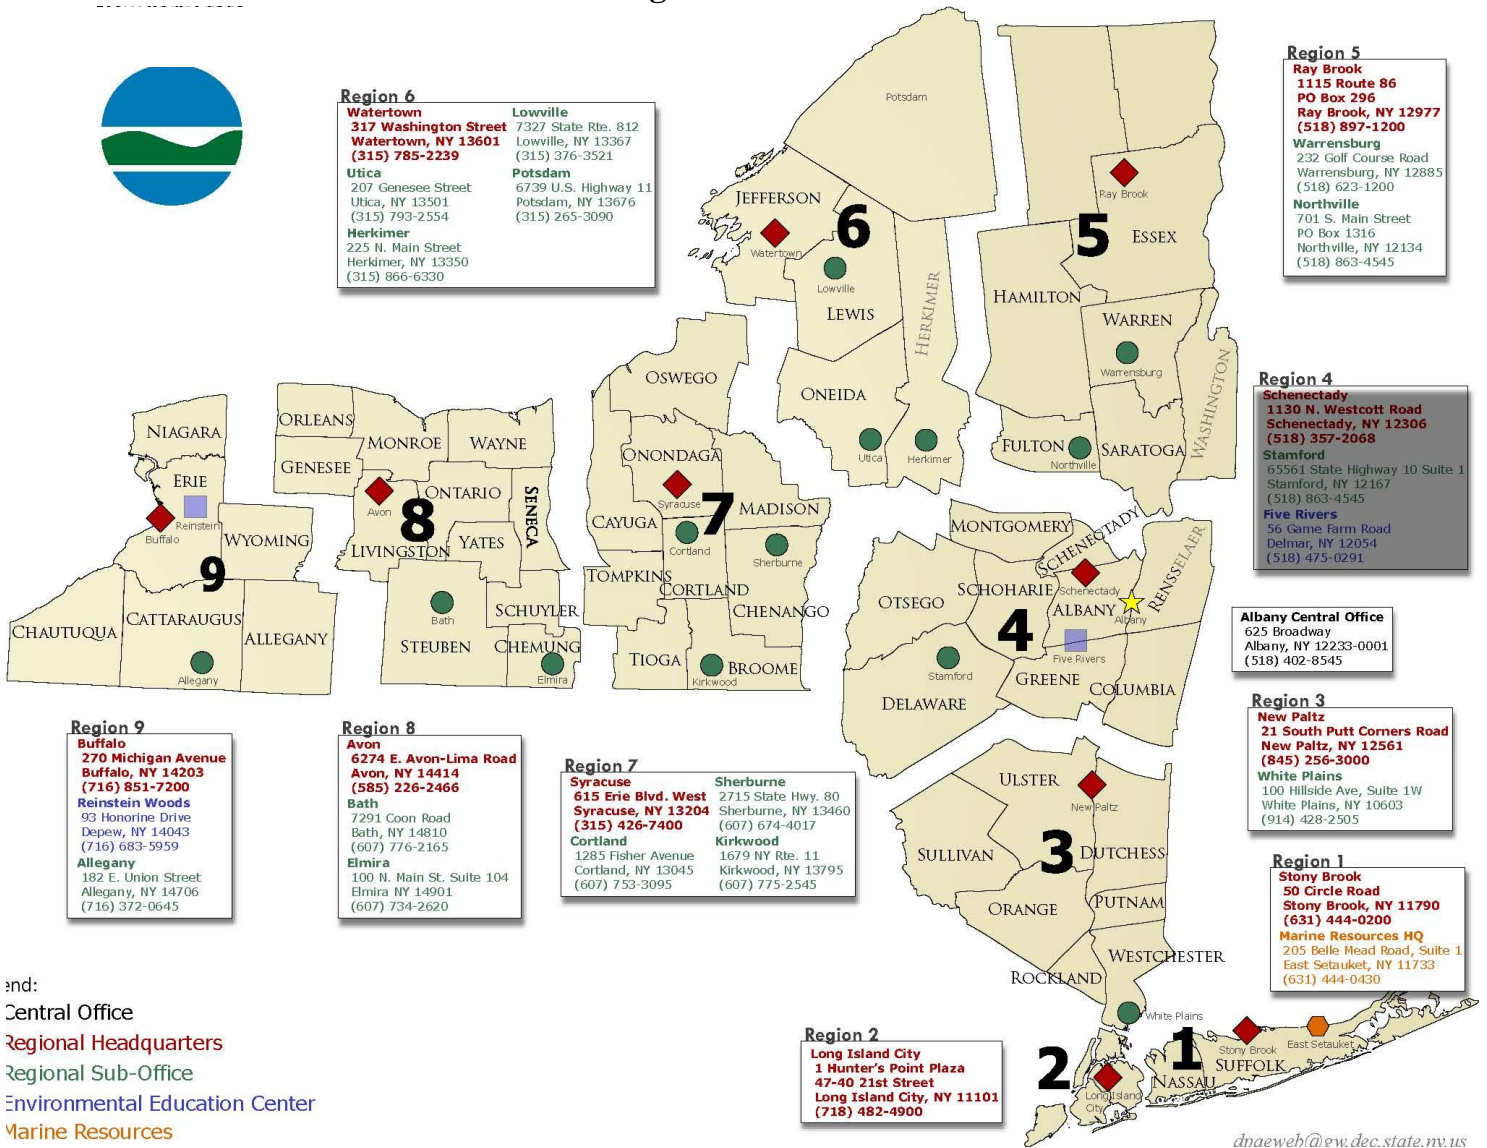 Region 6
Watertown
317 Washington Street
Watertown, NY 13601
(315) 785-2239
Utica
207 Genesee Street
Utica, NY 13501
(315) 793-2554
Herkimer
225 N. Main Street
Herkimer, NY 13350
(315) 866-6330
Lowville
7327 State Rte. 812
Lowville, NY 13367
(315) 376-3521
Potsdam
6739 U.S. Highway 11
Potsdam, NY 13676
(315) 265-3090
Region 5
Ray Brook
1115 Route 86
PO Box 296
Ray Brook, NY 12977
(518) 897-1200
Warrensburg
232 Golf Course Road
Warrensburg, NY 12885
(518) 623-1200
Northville
701 S. Main Street
PO Box 1316
Northville, NY 12134
(518) 863-4545
Potsdam
JEFFERSON
Watertown
6
Lowville
LEWIS
HERKIMER
ONEIDA
Utica
Herkimer
Ray Brook
5
ESSEX
HAMILTON
WARREN
Warrensburg
WASHINGTON
FULTON
Northville
SARATOGA
Region 4
Schenectady
1130 N. Westcott Road
Schenectady, NY 12306
(518) 357-2068
Stamford
65561 State Highway 10 Suite 1
Stamford, NY 12167
(518) 863-4545
Five Rivers
56 Game Farm Road
Delmar, NY 12054
(518) 475-0291
NIAGARA
ERIE
Reinstein
Buffalo
WYOMING
9
CHAUTUQUA
CATTARAUGUS
ALLEGANY
Allegany
ORLEANS
MONROE
WAYNE
GENESEE
Avon
ONTARIO
SENECA
8
LIVINGSTON
YATES
Bath
SCHUYLER
STEUBEN
CHEMUNG
Elmira
OSWEGO
ONONDAGA
Syracuse
7
CAYUGA
MADISON
Cortland
Sherburne
TOMPKINS
CORTLAND
CHENANGO
TIOGA
Kirkwood
BROOME
MONTGOMERY
SCHENECTADY
OTSEGO
SCHOHARIE
Schenectady
ALBANY
Albany
RENSSELAER
4
Five Rivers
Stamford
GREENE
COLUMBIA
DELAWARE
Albany Central Office
625 Broadway
Albany, NY 12233-0001
(518) 402-8545
Region 3
New Paltz
21 South Putt Corners Road
New Paltz, NY 12561
(845) 256-3000
White Plains
100 Hillside Ave, Suite 1W
White Plains, NY 10603
(914) 428-2505
Region 9
Buffalo
270 Michigan Avenue
Buffalo, NY 14203
(716) 851-7200
Reinstein Woods
93 Honorine Drive
Depew, NY 14043
(716) 683-5959
Allegany
182 E. Union Street
Allegany, NY 14706
(716) 372-0645
Region 8
Avon
6274 E. Avon-Lima Road
Avon, NY 14414
(585) 226-2466
Bath
7291 Coon Road
Bath, NY 14810
(607) 776-2165
Elmira
100 N. Main St. Suite 104
Elmira NY 14901
(607) 734-2620
Region 7
Syracuse
615 Erie Blvd. West
Syracuse, NY 13204
(315) 426-7400
Cortland
1285 Fisher Avenue
Cortland, NY 13045
(607) 753-3095
Sherburne
2715 State Hwy. 80
Sherburne, NY 13460
(607) 674-4017
Kirkwood
1679 NY Rte. 11
Kirkwood, NY 13795
(607) 775-2545
ULSTER
New Paltz
SULLIVAN
3
DUTCHESS
ORANGE
PUTNAM
WESTCHESTER
ROCKLAND
White Plains
Region 1
Stony Brook
50 Circle Road
Stony Brook, NY 11790
(631) 444-0200
Marine Resources HQ
205 Belle Mead Road, Suite 1
East Setauket, NY 11733
(631) 444-0430
Region 2
Long Island City
1 Hunter's Point Plaza
47-40 21st Street
Long Island City, NY 11101
(718) 482-4900
2
Long Island
City
1
NASSAU
Stony Brook
SUFFOLK
East Setauket
end:
Central Office
Regional Headquarters
Regional Sub-Office
Environmental Education Center
Marine Resources
dpaeweb@gw.dec.state.ny.us